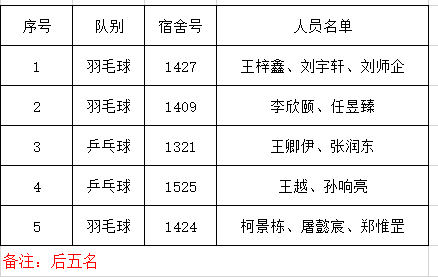 序号 队别 宿舍号 人员名单
1 羽毛球 1427 王梓鑫、刘宇轩、刘师企
2 羽毛球 1409 李欣颐、任昱臻
3 乒乓球 1321 王卿伊、张润东
4 乒乓球 1525 王越、孙响亮
5 羽毛球 1424 柯景栋、屠懿宸、郑惟罡
备注：后五名